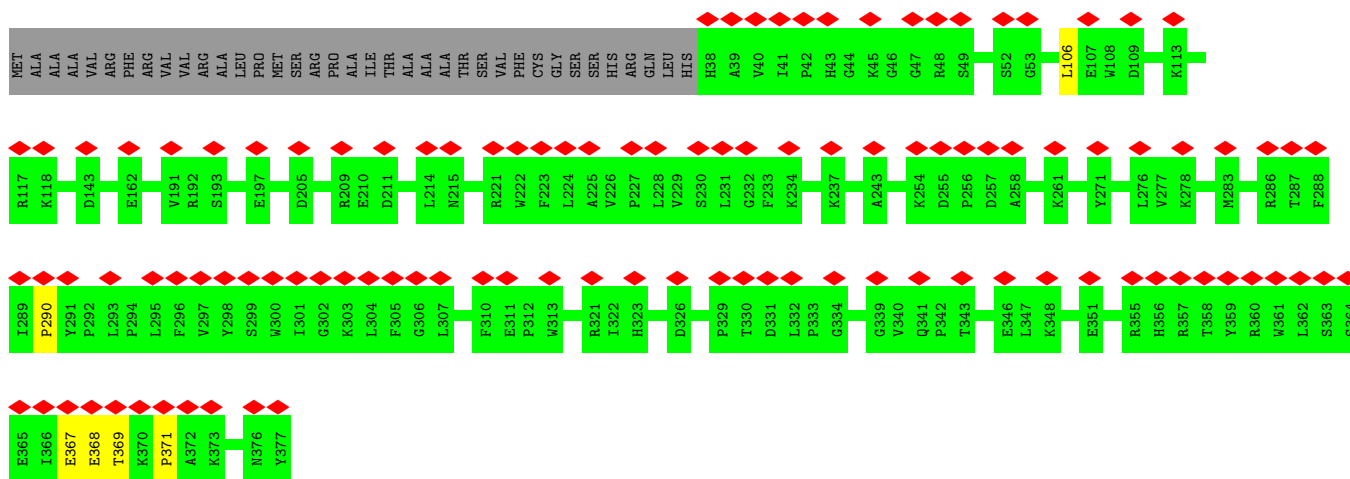 MET ALA ALA ALA VAL ARG PHE ARG VAL VAL ARG ALA LEU PRO MET SER ARG PRO ALA ILE THR ALA ALA ALA THR SER VAL PHE CYS GLY SER SER HIS ARG GLN LEU HIS H38 A39 V40 I41 P42 H43 G44 K45 G46 G47 R48 S49 S52 G53 L106 E107 W108 D109 K113
R117 K118 D143 E162 V191 R192 S193 E197 D205 R209 E210 D211 L214 N215 R221 W222 F223 L224 A225 V226 P227 L228 V229 S230 L231 G232 F233 K234 K237 A243 K254 D255 P256 D257 A258 K261 Y271 L276 V277 K278 M283 R286 T287 F288
I289 P290 Y291 P292 L293 P294 L295 F296 V297 Y298 S299 W300 I301 G302 K303 L304 F305 G306 L307 F310 E311 P312 W313 R321 I322 H323 D326 P329 T330 D331 L332 P333 G334 G339 V340 Q341 P342 T343 E346 L347 K348 E351 R355 H356 R357 T358 Y359 R360 W361 L362 S363
E365 I366 E367 E368 T369 K370 P371 A372 K373 N376 Y377